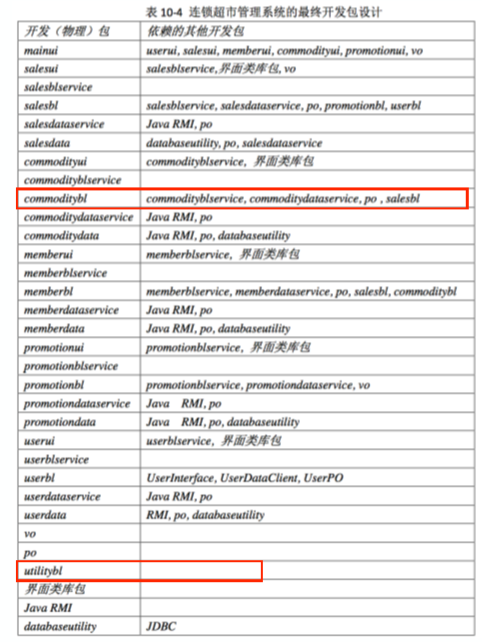 表 10-4 连锁超市管理系统的最终开发包设计
开发（物理）包 依赖的其他开发包
mainui userui, salesui, memberui, commodityui, promotionui, vo
salesui salesblservice,界面类库包, vo
salesblservice
salesbl salesblservice, salesdataservice, po, promotionbl, userbl
salesdataservice Java RMI, po
salesdata databaseutility, po, salesdataservice
commodityui commodityblservice, 界面类库包
commodityblservice
commoditybl commodityblservice, commoditydataservice, po , salesbl
commoditydataservice Java RMI, po
commoditydata Java RMI, po, databaseutility
memberui memberblservice, 界面类库包
memberblservice
memberbl memberblservice, memberdataservice, po, salesbl, commoditybl
memberdataservice Java RMI, po
memberdata Java RMI, po, databaseutility
promotionui promotionblservice, 界面类库包
promotionblservice
promotionbl promotionblservice, promotiondataservice, vo
promotiondataservice Java RMI, po
promotiondata Java RMI, po, databaseutility
userui userblservice, 界面类库包
userblservice
userbl UserInterface, UserDataClient, UserPO
userdataservice Java RMI, po
userdata RMI, po, databaseutility
vo
po
utilitybl
界面类库包
Java RMI
databaseutility JDBC